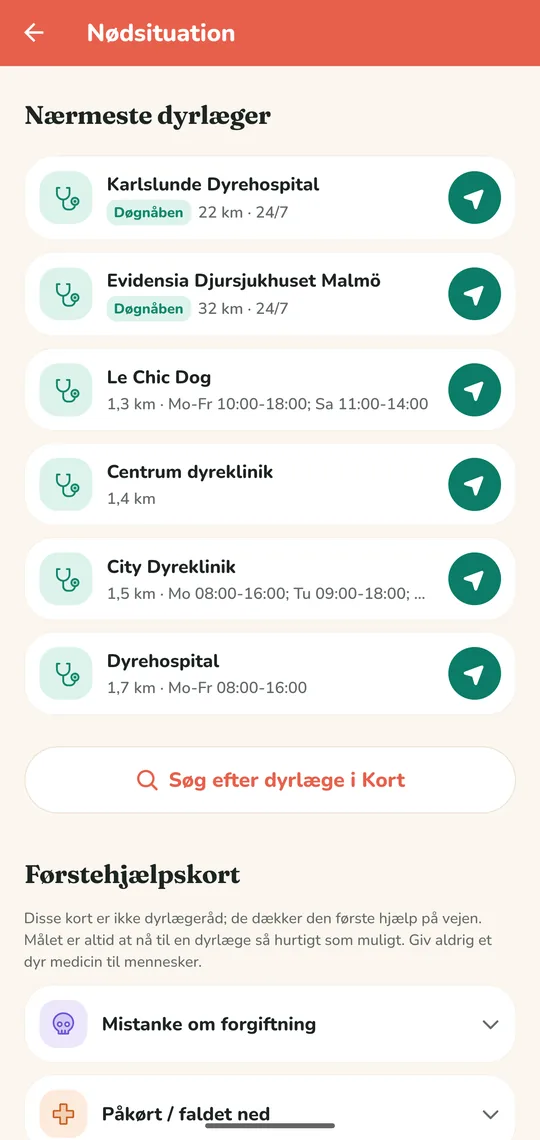 Nødsituation
Nærmeste dyrlæger
Karlslunde Dyrehospital
Døgnåben 22 km · 24/7
Evidensia Djursjukhuset Malmö
Døgnåben 32 km · 24/7
Le Chic Dog
1,3 km · Mo-Fr 10:00-18:00; Sa 11:00-14:00
Centrum dyreklinik
1,4 km
City Dyreklinik
1,5 km · Mo 08:00-16:00; Tu 09:00-18:00; ...
Dyrehospital
1,7 km · Mo-Fr 08:00-16:00
Søg efter dyrlæge i Kort
Førstehjælpskort
Disse kort er ikke dyrlægeråd; de dækker den første hjælp på vejen.
Målet er altid at nå til en dyrlæge så hurtigt som muligt. Giv aldrig et
dyr medicin til mennesker.
Mistanke om forgiftning
Påkørt / faldet ned